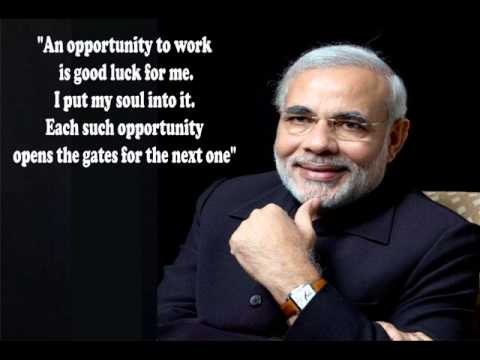 "An opportunity to work
is good luck for me.
I put my soul into it.
Each such opportunity
opens the gates for the next one"